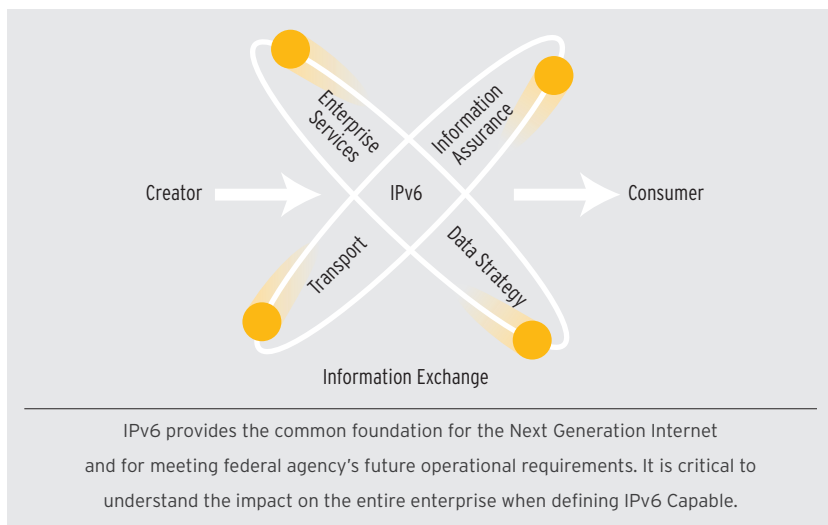 Enterprise
Services
Information
Assurance
Creator
IPv6
Consumer
Transport
Data Strategy
Information Exchange
IPv6 provides the common foundation for the Next Generation Internet
and for meeting federal agency’s future operational requirements. It is critical to
understand the impact on the entire enterprise when defining IPv6 Capable.